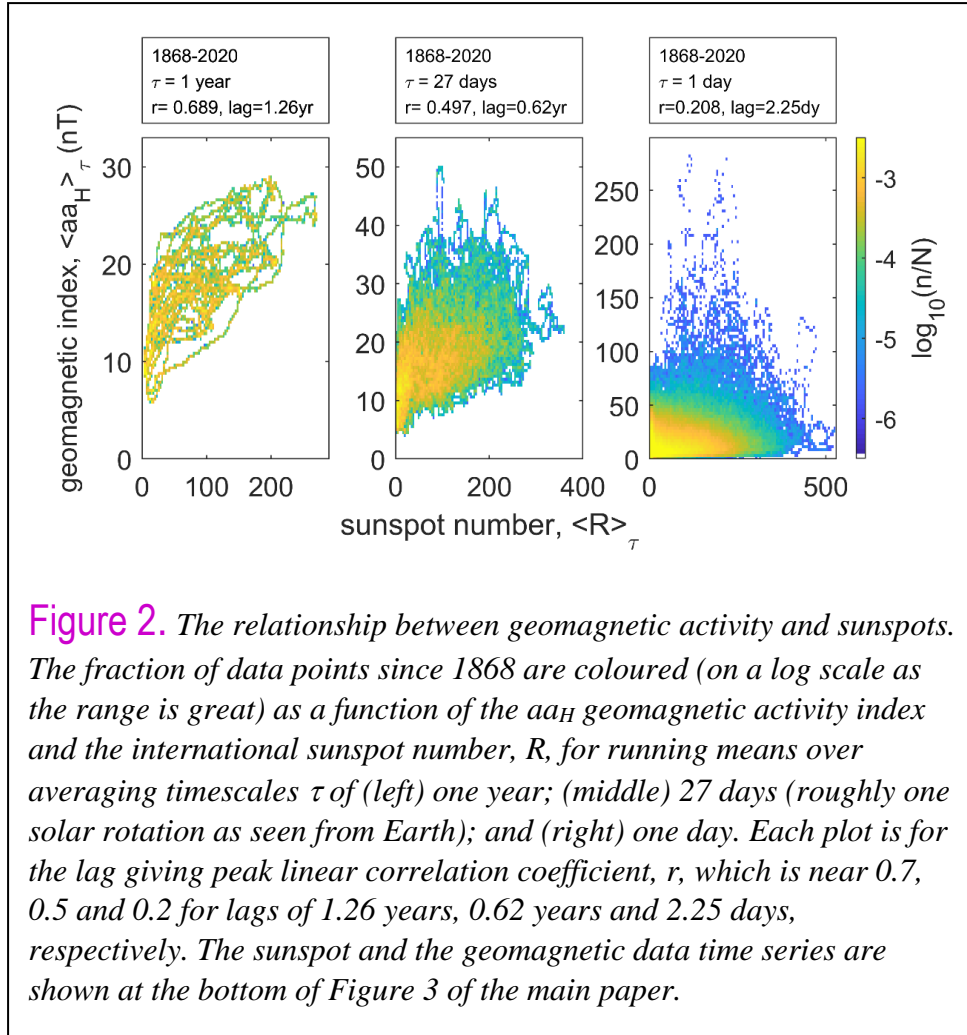 1868-2020
τ = 1 year
r= 0.689, lag=1.26yr
1868-2020
τ = 27 days
r= 0.497, lag=0.62yr
1868-2020
τ = 1 day
r=0.208, lag=2.25dy
geomagnetic index, <aa_H>_τ (nT)
30
20
10
0
0 100 200
50
40
30
20
10
0
0 200 400
250
200
150
100
50
0
0 500
-3
-4
-5
-6
log₁₀(n/N)
sunspot number, <R>_τ
Figure 2. The relationship between geomagnetic activity and sunspots.
The fraction of data points since 1868 are coloured (on a log scale as
the range is great) as a function of the aa_H geomagnetic activity index
and the international sunspot number, R, for running means over
averaging timescales τ of (left) one year; (middle) 27 days (roughly one
solar rotation as seen from Earth); and (right) one day. Each plot is for
the lag giving peak linear correlation coefficient, r, which is near 0.7,
0.5 and 0.2 for lags of 1.26 years, 0.62 years and 2.25 days,
respectively. The sunspot and the geomagnetic data time series are
shown at the bottom of Figure 3 of the main paper.